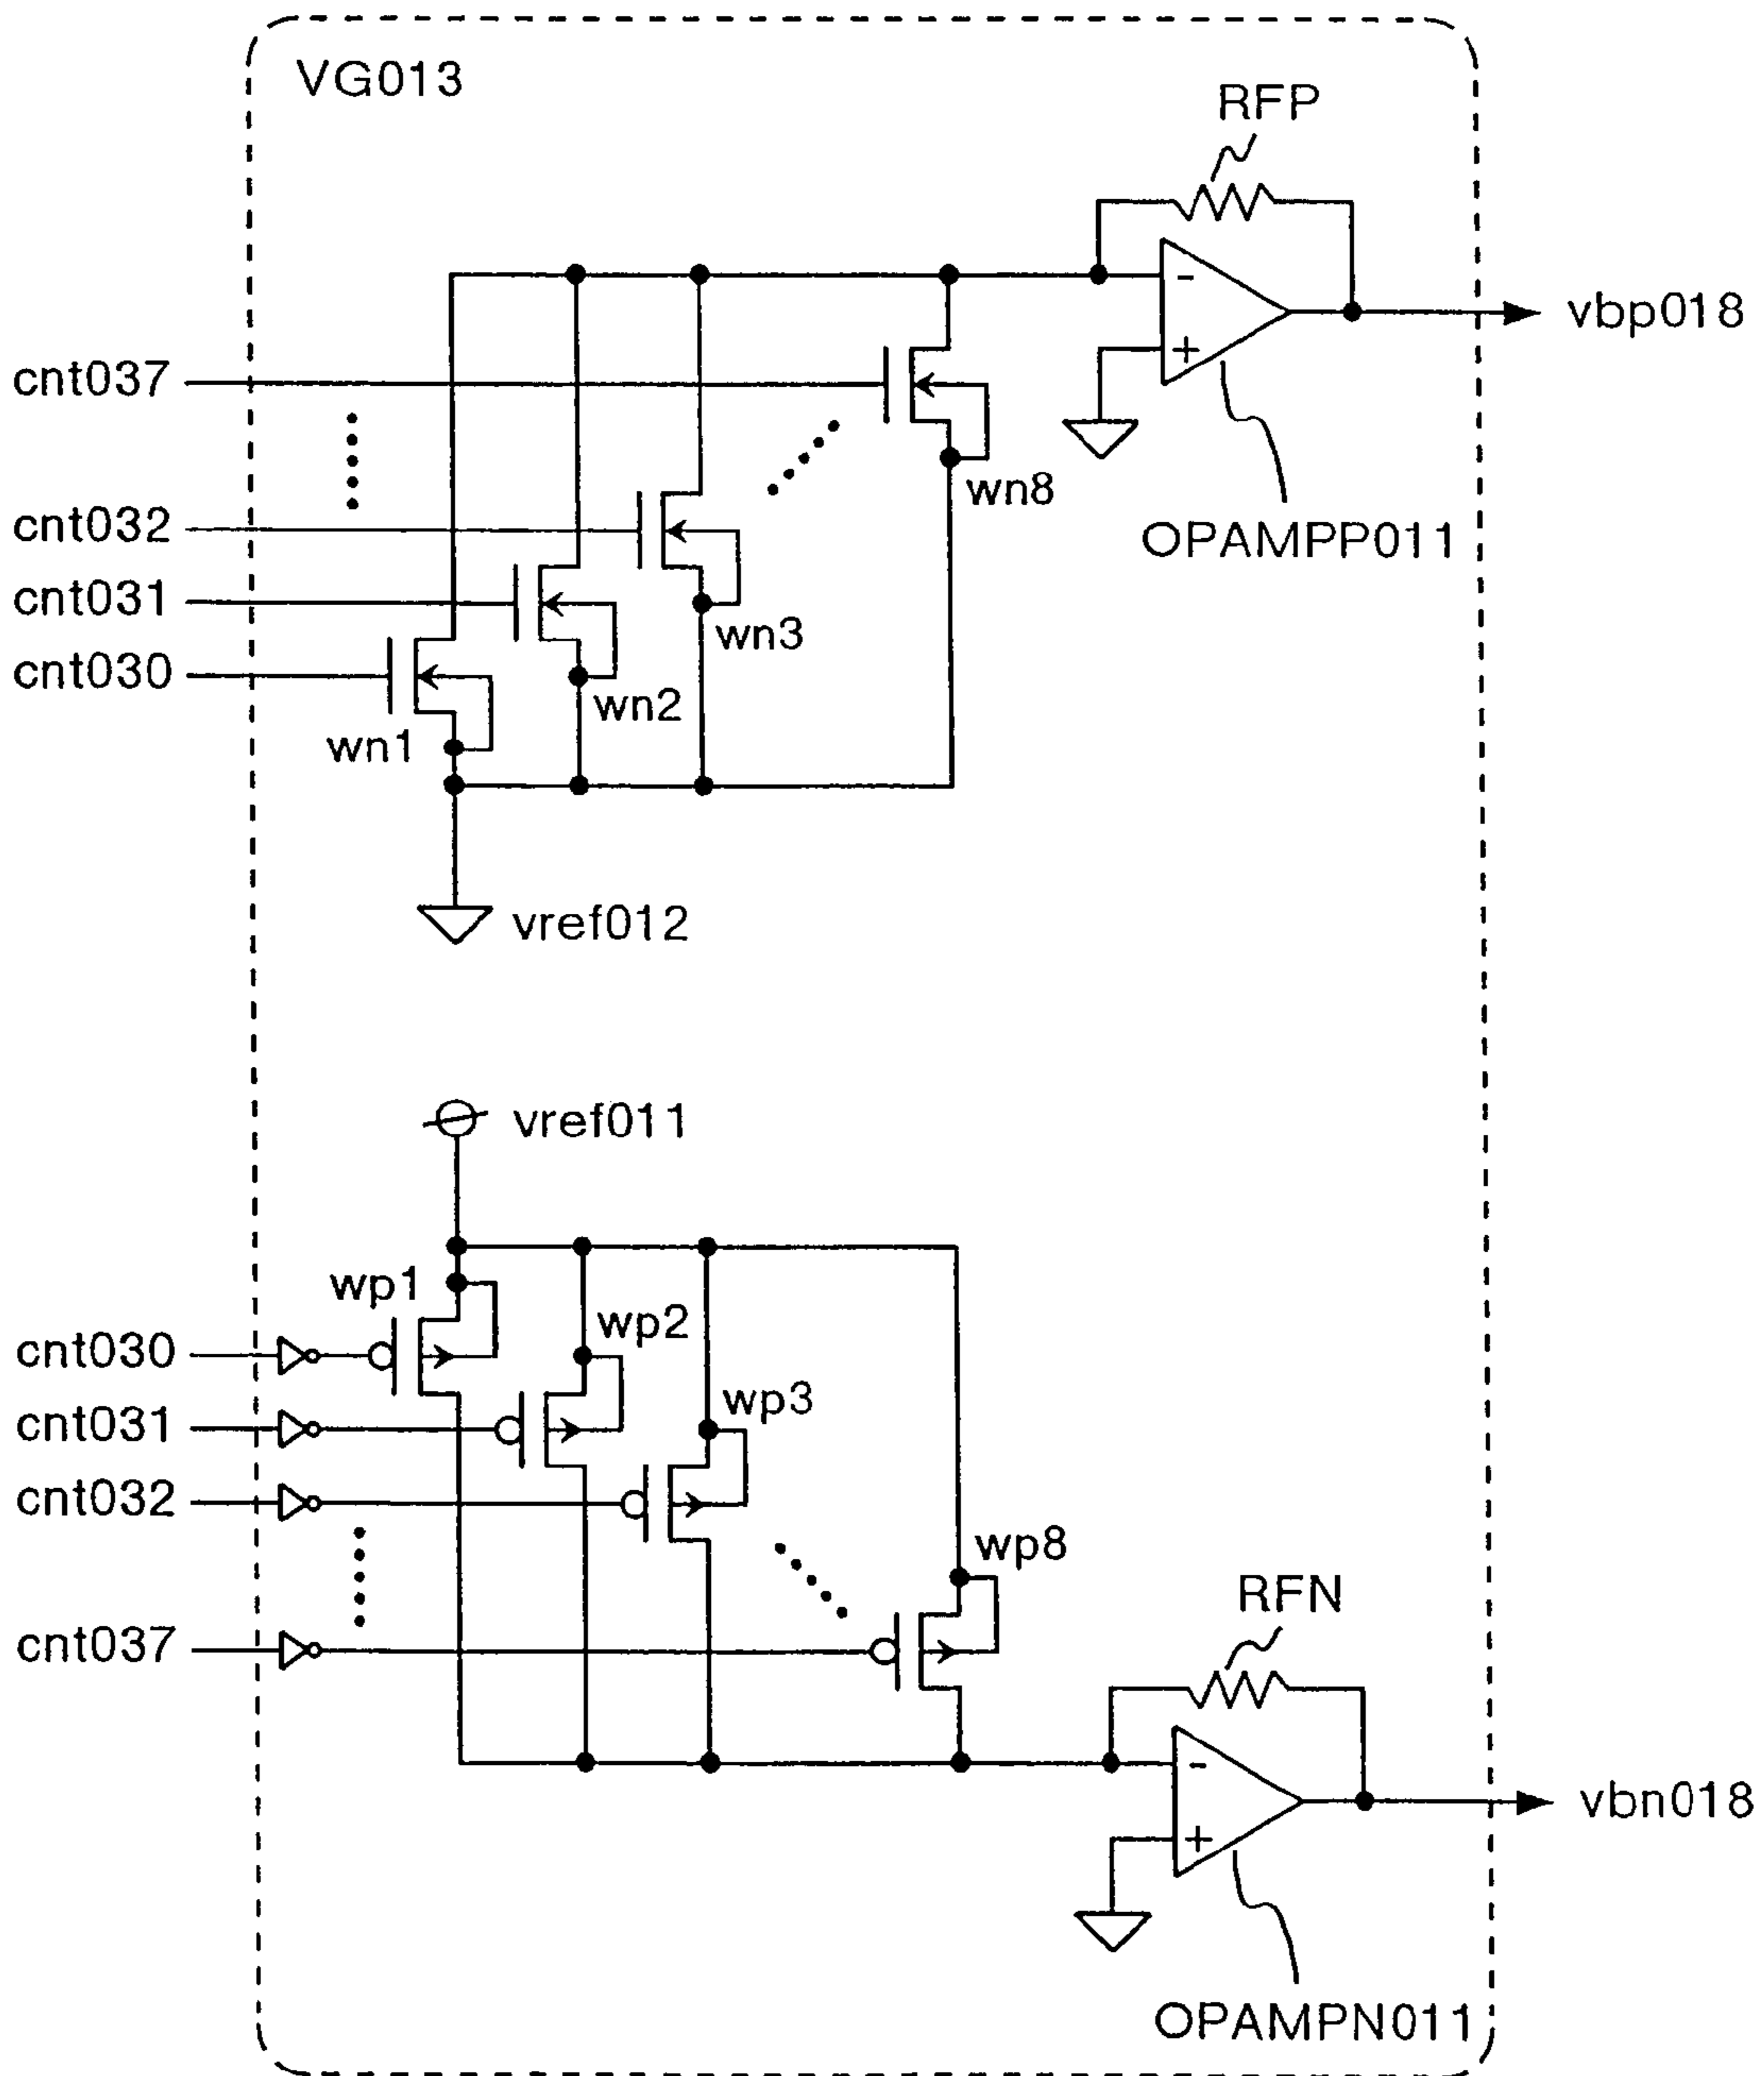 VG013
RFP
-
+
vbp018
cnt037
wn8
OPAMPP011
cnt032
wn3
cnt031
wn2
cnt030
wn1
vref012
vref011
wp1
cnt030
wp2
cnt031
wp3
cnt032
wp8
cnt037
RFN
-
+
vbn018
OPAMPN011